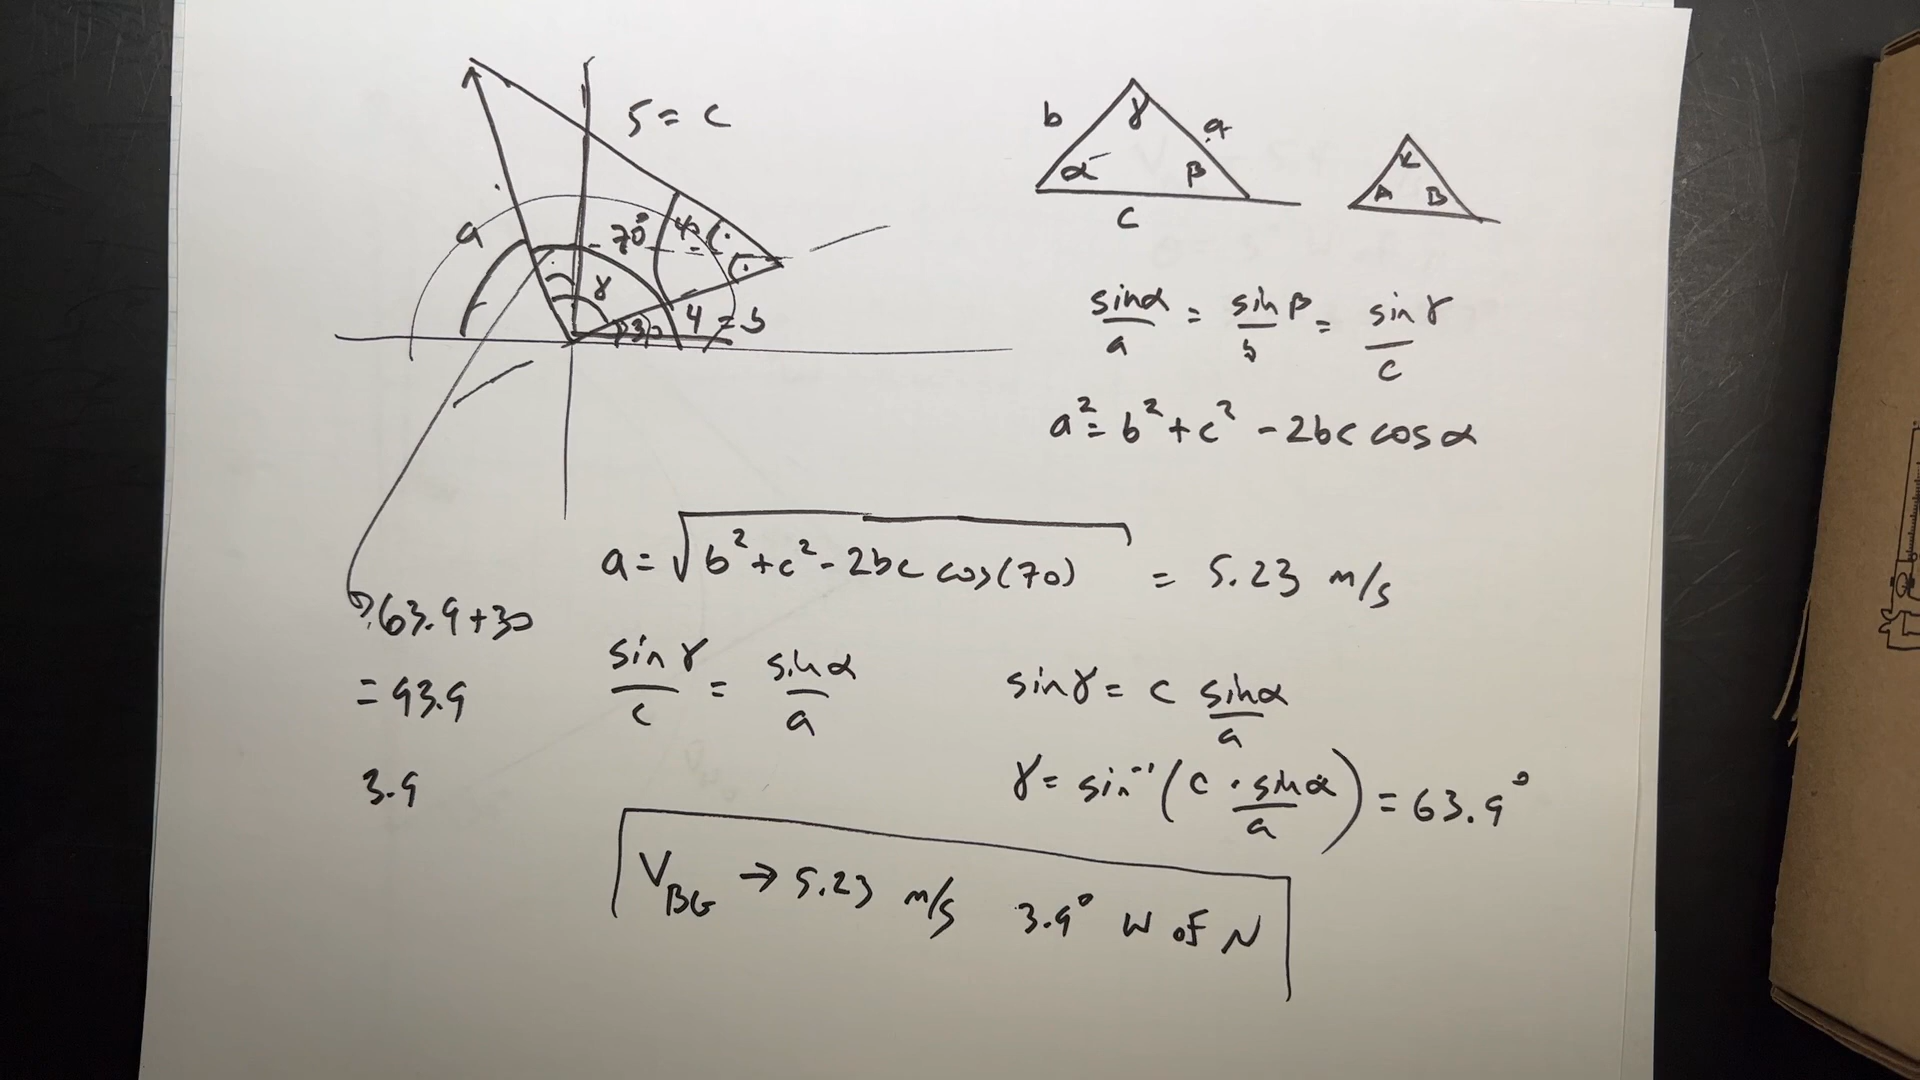 5 = c
a
70° 40
γ
30 4 = b
b γ a
α β
c
A B
sinα/a = sinβ/b = sinγ/c
a² = b² + c² - 2bc cosα
a = √(b² + c² - 2bc cos(70)) = 5.23 m/s
63.9 + 30
= 93.9
3.9
sinγ/c = sinα/a
sinγ = c sinα/a
γ = sin⁻¹(c · sinα/a) = 63.9°
V_BG → 5.23 m/s 3.9° W of N